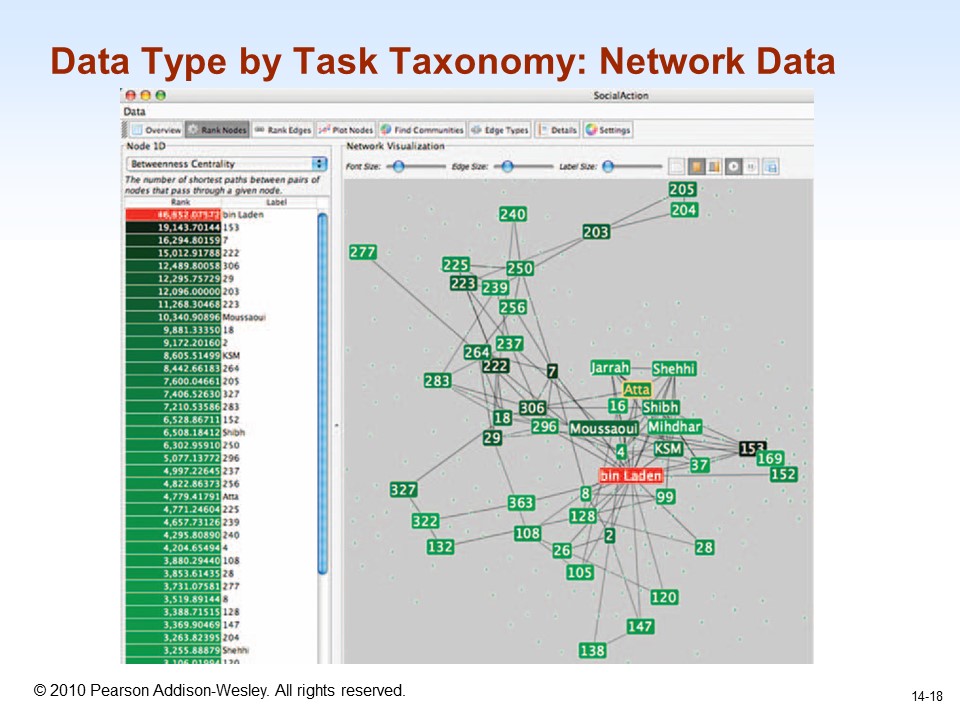 Data Type by Task Taxonomy: Network Data
SocialAction
Data
Overview Rank Nodes Rank Edges Plot Nodes Find Communities Edge Types Details Settings
Node 1D
Betweenness Centrality
The number of shortest paths between pairs of
nodes that pass through a given node.
Rank Label
46,852.07572 bin Laden
19,143.70144 153
16,294.80159 7
15,012.91788 222
12,489.80058 306
12,295.75729 29
12,096.00000 203
11,268.30468 223
10,340.90896 Moussaoui
9,881.33350 18
9,172.20160 2
8,605.51499 KSM
8,442.66183 264
7,600.04661 205
7,406.52630 327
7,210.53586 283
6,528.86711 152
6,508.18412 Shibh
6,302.95910 250
5,077.13772 296
4,997.22645 237
4,822.86373 256
4,779.41791 Atta
4,771.24604 225
4,657.73126 239
4,295.80890 240
4,204.65494 4
3,880.29440 108
3,853.61435 28
3,731.07581 277
3,519.89144 8
3,388.71515 128
3,369.90469 147
3,263.82395 204
3,255.88879 Shehhi
3,106.01994 120
Network Visualization
Font Size: Edge Size: Label Size:
205
240
204
203
277
225
250
223
239
256
237
264
222
7
Jarrah
Shehhi
283
Atta
306
16
Shibh
18
296
Moussaoui
Mihdhar
29
4
KSM
153
37
169
bin Laden
152
327
8
99
363
322
128
108
2
132
26
28
105
120
147
138
© 2010 Pearson Addison-Wesley. All rights reserved.
14-18